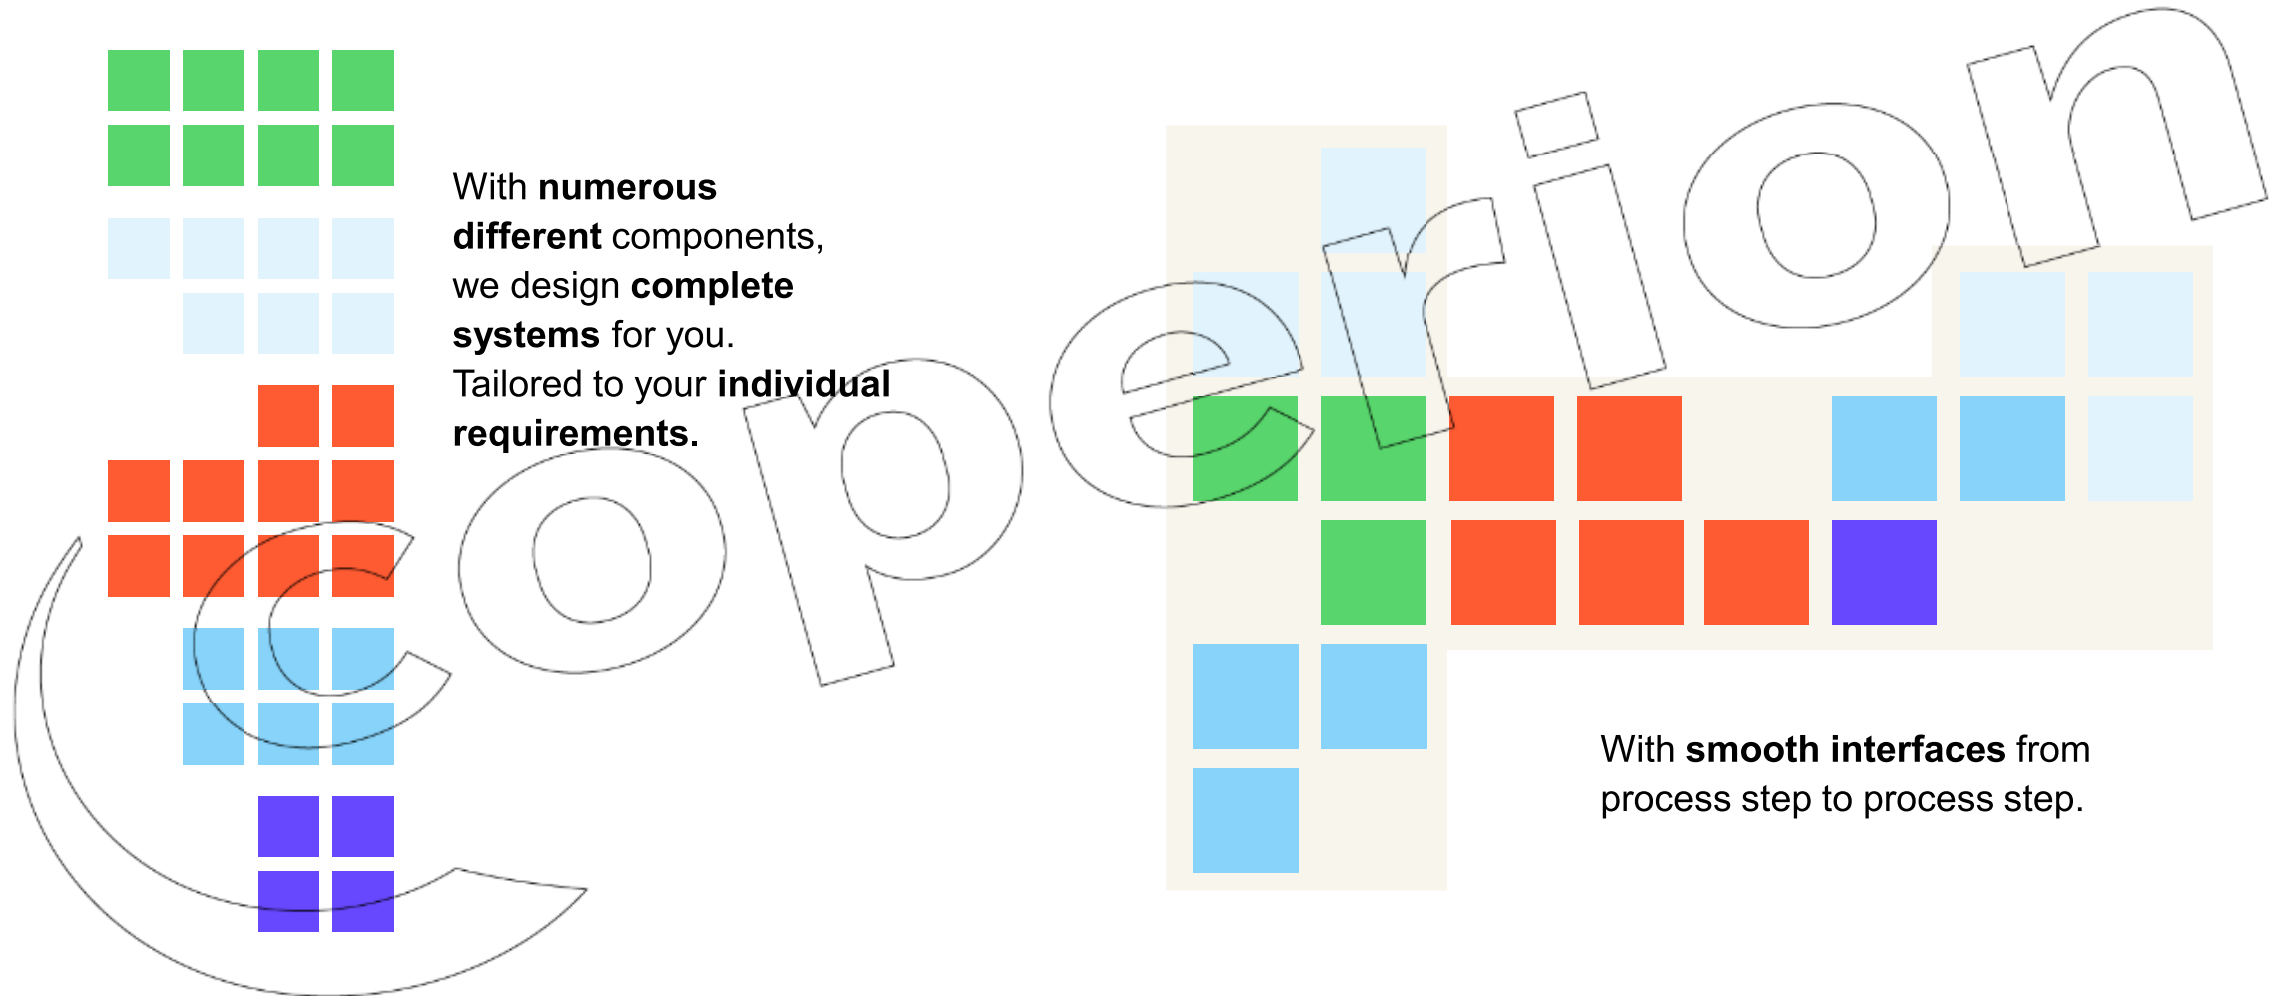 With numerous
different components,
we design complete
systems for you.
Tailored to your individual
requirements.
With smooth interfaces from
process step to process step.
coperion